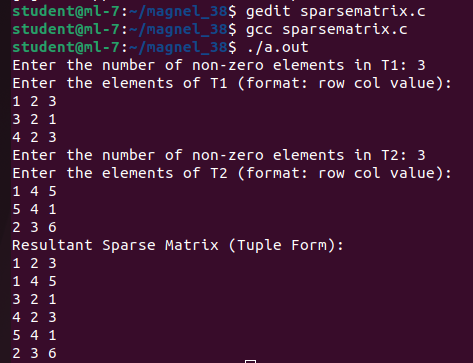 student@ml-7:~/magnel_38$ gedit sparsematrix.c
student@ml-7:~/magnel_38$ gcc sparsematrix.c
student@ml-7:~/magnel_38$ ./a.out
Enter the number of non-zero elements in T1: 3
Enter the elements of T1 (format: row col value):
1 2 3
3 2 1
4 2 3
Enter the number of non-zero elements in T2: 3
Enter the elements of T2 (format: row col value):
1 4 5
5 4 1
2 3 6
Resultant Sparse Matrix (Tuple Form):
1 2 3
1 4 5
3 2 1
4 2 3
5 4 1
2 3 6